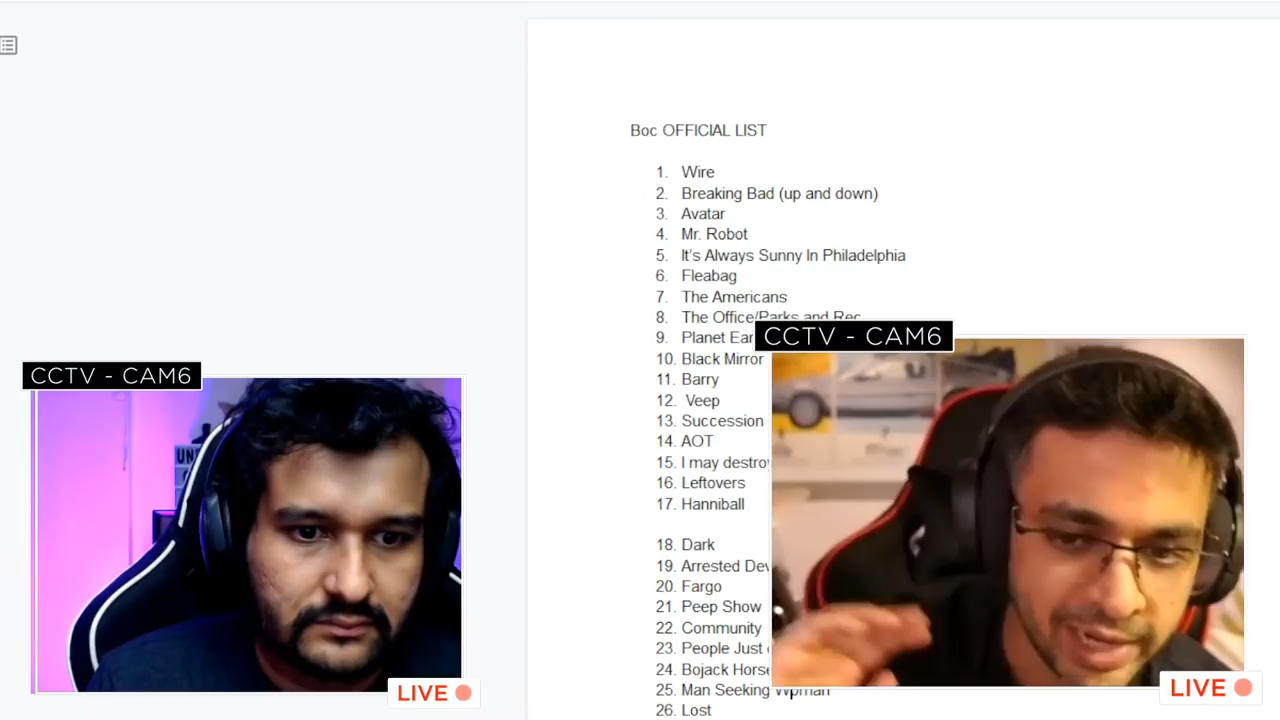 Boc OFFICIAL LIST
1. Wire
2. Breaking Bad (up and down)
3. Avatar
4. Mr. Robot
5. It's Always Sunny In Philadelphia
6. Fleabag
7. The Americans
8. The Office/Parks and Rec
9. Planet Ear
10. Black Mirror
11. Barry
12. Veep
13. Succession
14. AOT
15. I may destroy
16. Leftovers
17. Hanniball
18. Dark
19. Arrested Dev
20. Fargo
21. Peep Show
22. Community
23. People Just
24. Bojack Horse
25. Man Seeking Woman
26. Lost
CCTV - CAM6
LIVE
CCTV - CAM6
LIVE